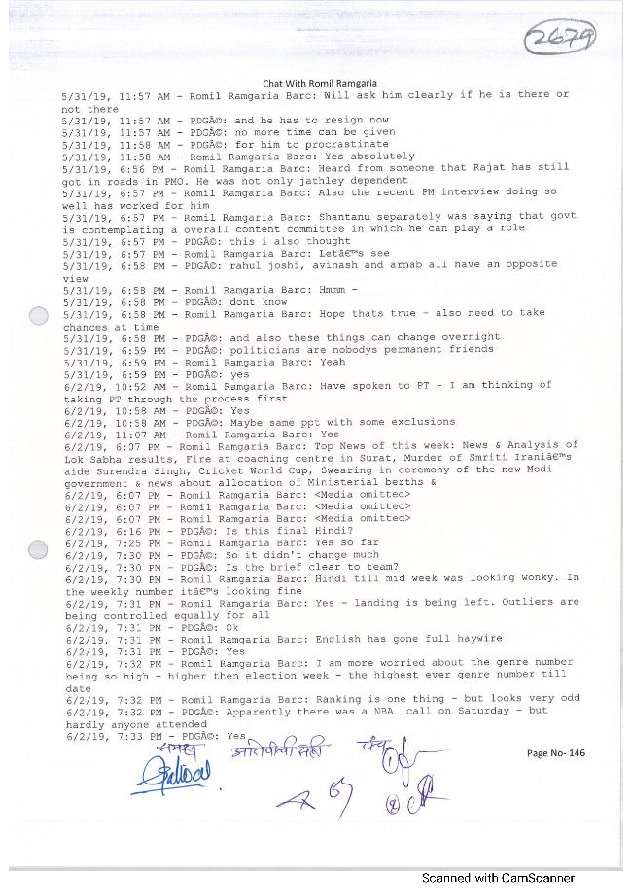 2679
Chat With Romil Ramgaria
5/31/19, 11:57 AM - Romil Ramgaria Barc: Will ask him clearly if he is there or
not there
5/31/19, 11:57 AM - PDGÃ©: and he has to resign now
5/31/19, 11:57 AM - PDGÃ©: no more time can be given
5/31/19, 11:58 AM - PDGÃ©: for him to procrastinate
5/31/19, 11:58 AM - Romil Ramgaria Barc: Yes absolutely
5/31/19, 6:56 PM - Romil Ramgaria Barc: Heard from someone that Rajat has still
got in roads in PMO. He was not only jathley dependent
5/31/19, 6:57 PM - Romil Ramgaria Barc: Also the recent PM interview doing so
well has worked for him
5/31/19, 6:57 PM - Romil Ramgaria Barc: Shantanu separately was saying that govt
is contemplating a overall content committee in which he can play a role
5/31/19, 6:57 PM - PDGÃ©: this i also thought
5/31/19, 6:57 PM - Romil Ramgaria Barc: Letâ€™s see
5/31/19, 6:58 PM - PDGÃ©: rahul joshi, avinash and arnab all have an opposite
view
5/31/19, 6:58 PM - Romil Ramgaria Barc: Hmmm -
5/31/19, 6:58 PM - PDGÃ©: dont know
5/31/19, 6:58 PM - Romil Ramgaria Barc: Hope thats true - also need to take
chances at time
5/31/19, 6:58 PM - PDGÃ©: and also these things can change overnight
5/31/19, 6:59 PM - PDGÃ©: politicians are nobodys permanent friends
5/31/19, 6:59 PM - Romil Ramgaria Barc: Yeah
5/31/19, 6:59 PM - PDGÃ©: yes
6/2/19, 10:52 AM - Romil Ramgaria Barc: Have spoken to PT - I am thinking of
taking PT through the process first
6/2/19, 10:58 AM - PDGÃ©: Yes
6/2/19, 10:58 AM - PDGÃ©: Maybe same ppt with some exclusions
6/2/19, 11:07 AM - Romil Ramgaria Barc: Yes
6/2/19, 6:07 PM - Romil Ramgaria Barc: Top News of this week: News & Analysis of
Lok Sabha results, Fire at coaching centre in Surat, Murder of Smriti Iraniâ€™s
aide Surendra Singh, Cricket World Cup, Swearing in ceremony of the new Modi
government & news about allocation of Ministerial berths &
6/2/19, 6:07 PM - Romil Ramgaria Barc: <Media omitted>
6/2/19, 6:07 PM - Romil Ramgaria Barc: <Media omitted>
6/2/19, 6:07 PM - Romil Ramgaria Barc: <Media omitted>
6/2/19, 6:16 PM - PDGÃ©: Is this final Hindi?
6/2/19, 7:25 PM - Romil Ramgaria Barc: Yes so far
6/2/19, 7:30 PM - PDGÃ©: So it didn't change much
6/2/19, 7:30 PM - PDGÃ©: Is the brief clear to team?
6/2/19, 7:30 PM - Romil Ramgaria Barc: Hindi till mid week was looking wonky. In
the weekly number itâ€™s looking fine
6/2/19, 7:31 PM - Romil Ramgaria Barc: Yes - landing is being left. Outliers are
being controlled equally for all
6/2/19, 7:31 PM - PDGÃ©: Ok
6/2/19, 7:31 PM - Romil Ramgaria Barc: English has gone full haywire
6/2/19, 7:31 PM - PDGÃ©: Yes
6/2/19, 7:32 PM - Romil Ramgaria Barc: I am more worried about the genre number
being so high - higher then election week - the highest ever genre number till
date
6/2/19, 7:32 PM - Romil Ramgaria Barc: Ranking is one thing - but looks very odd
6/2/19, 7:32 PM - PDGÃ©: Apparently there was a NBA call on Saturday - but
hardly anyone attended
6/2/19, 7:33 PM - PDGÃ©: Yes
समक्ष आरोपीची सही पंच
Page No- 146
Scanned with CamScanner